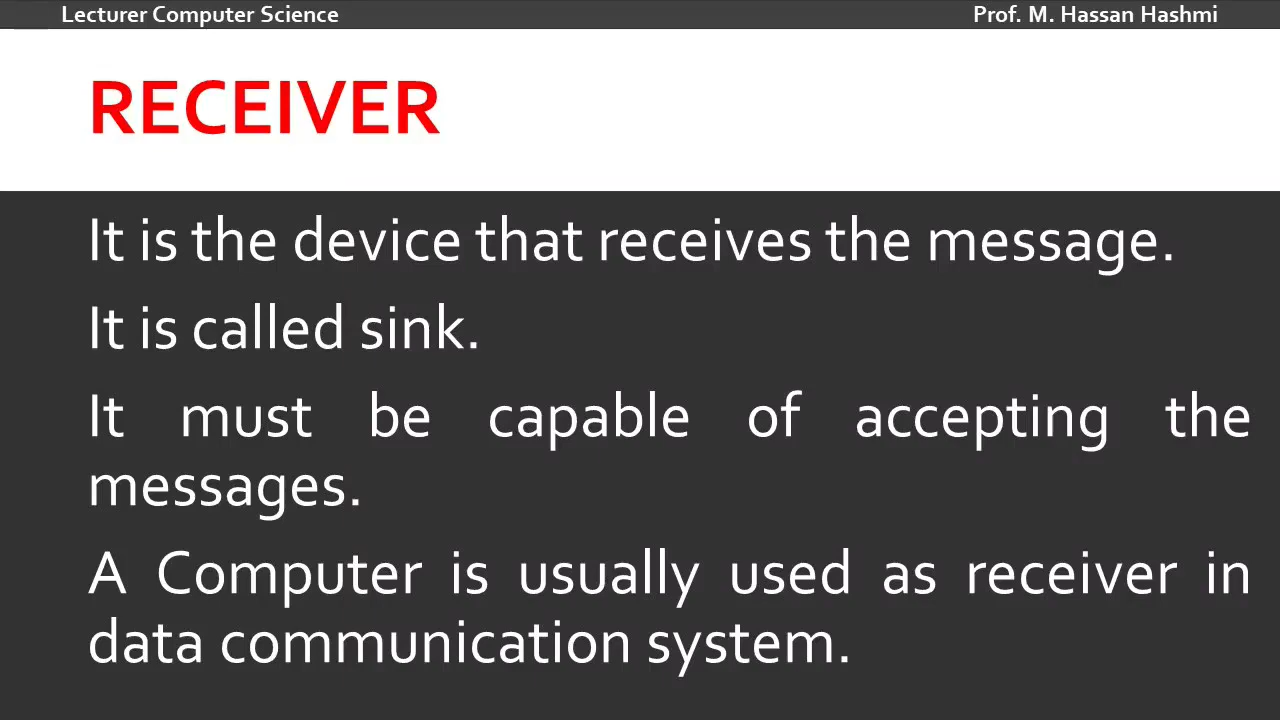 Lecturer Computer Science
Prof. M. Hassan Hashmi
RECEIVER
It is the device that receives the message.
It is called sink.
It must be capable of accepting the
messages.
A Computer is usually used as receiver in
data communication system.